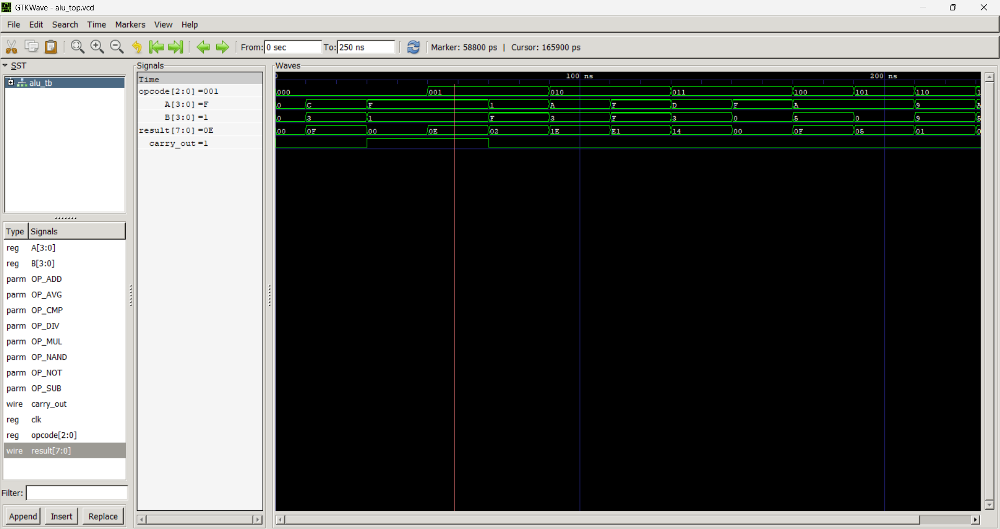 GTKWave - alu_top.vcd
File Edit Search Time Markers View Help
From: 0 sec To: 250 ns Marker: 58800 ps | Cursor: 165900 ps
SST
alu_tb
Type Signals
reg A[3:0]
reg B[3:0]
parm OP_ADD
parm OP_AVG
parm OP_CMP
parm OP_DIV
parm OP_MUL
parm OP_NAND
parm OP_NOT
parm OP_SUB
wire carry_out
reg clk
reg opcode[2:0]
wire result[7:0]
Filter:
Append Insert Replace
Signals
Time
opcode[2:0] =001
A[3:0] =F
B[3:0] =1
result[7:0] =0E
carry_out =1
Waves
100 ns 200 ns
000 001 010 011 100 101 110
0 C F 1 A F D F A 9 A
0 3 1 F 3 F 3 0 5 0 9 5
00 0F 00 0E 02 1E E1 14 00 0F 05 01